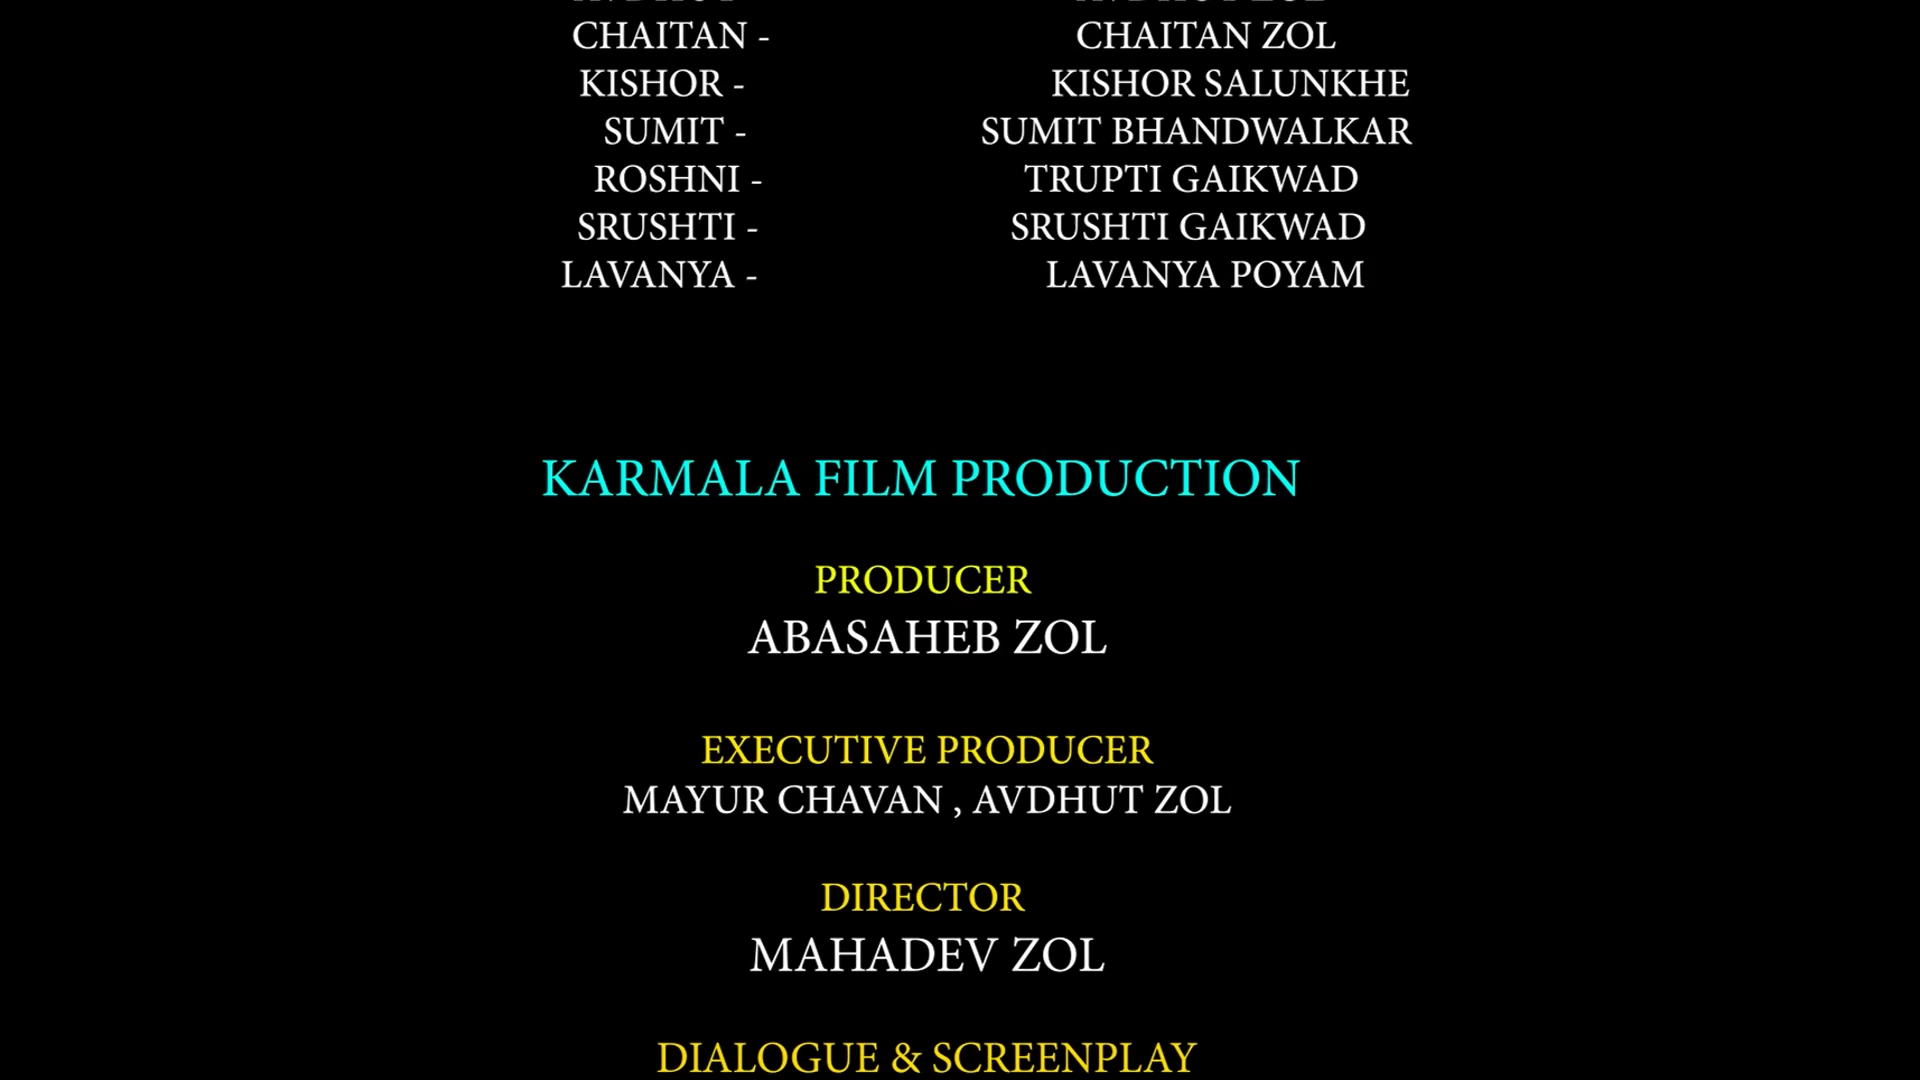 CHAITAN - CHAITAN ZOL
KISHOR - KISHOR SALUNKHE
SUMIT - SUMIT BHANDWALKAR
ROSHNI - TRUPTI GAIKWAD
SRUSHTI - SRUSHTI GAIKWAD
LAVANYA - LAVANYA POYAM
KARMALA FILM PRODUCTION
PRODUCER
ABASAHEB ZOL
EXECUTIVE PRODUCER
MAYUR CHAVAN , AVDHUT ZOL
DIRECTOR
MAHADEV ZOL
DIALOGUE & SCREENPLAY